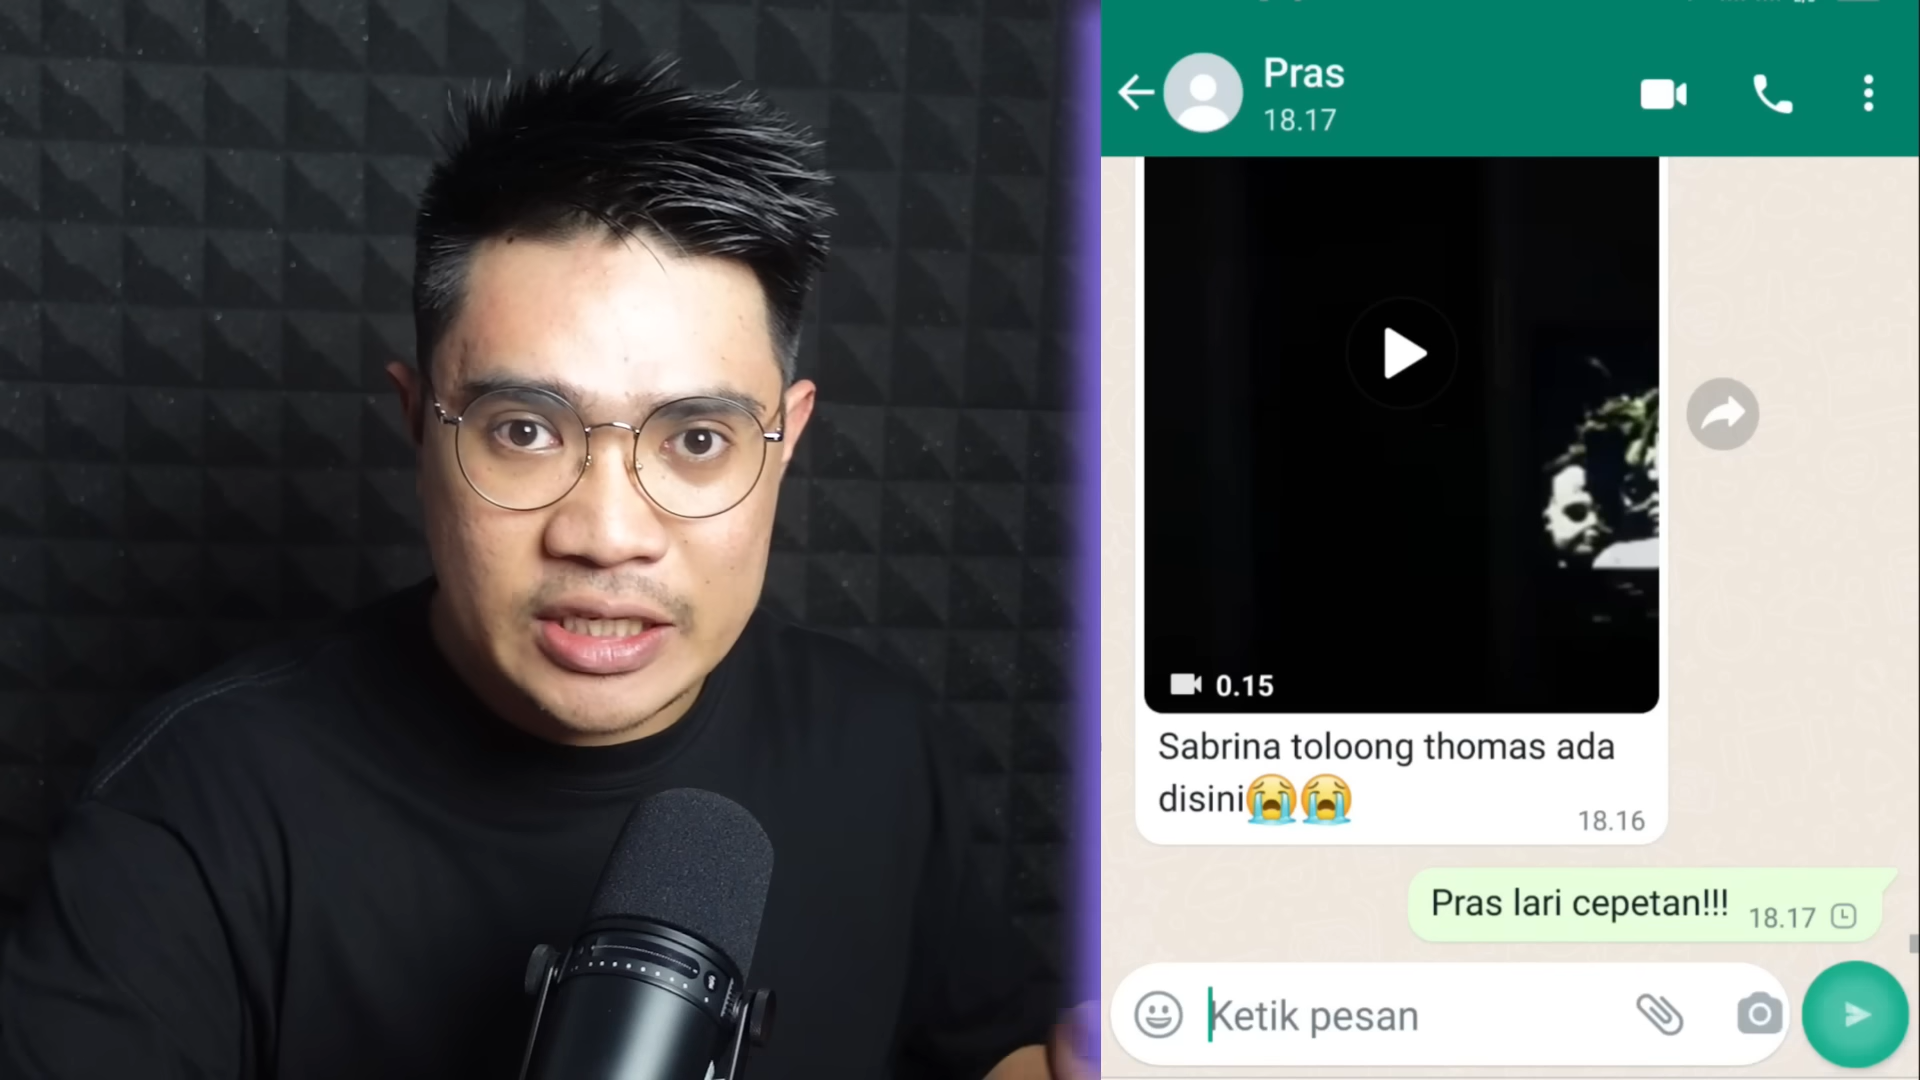 Pras
18.17
0.15
Sabrina toloong thomas ada
disini😭😭
18.16
Pras lari cepetan!!!
18.17
Ketik pesan